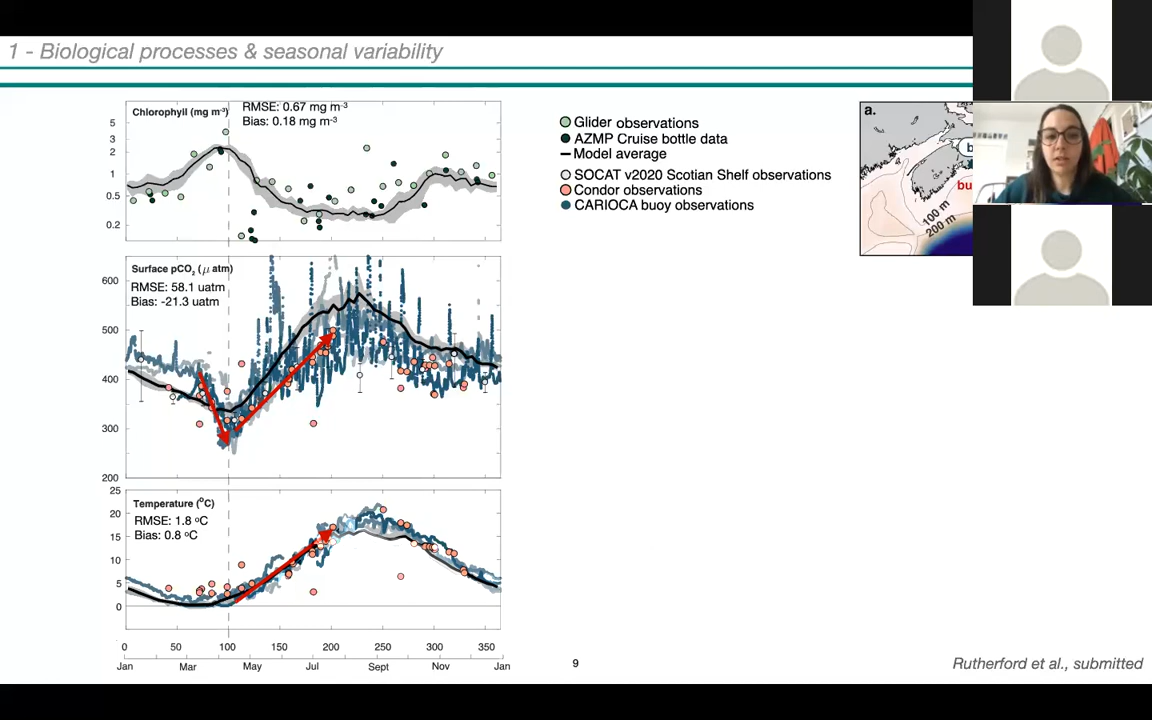 1 - Biological processes & seasonal variability
Chlorophyll (mg m-3)
RMSE: 0.67 mg m-3
Bias: 0.18 mg m-3
5
3
2
1
0.5
0.2
Surface pCO2 (μ atm)
RMSE: 58.1 uatm
Bias: -21.3 uatm
600
500
400
300
200
Temperature (oC)
RMSE: 1.8 oC
Bias: 0.8 oC
25
20
15
10
5
0
0 50 100 150 200 250 300 350
Jan Mar May Jul Sept Nov Jan
Glider observations
AZMP Cruise bottle data
Model average
SOCAT v2020 Scotian Shelf observations
Condor observations
CARIOCA buoy observations
a.
b
bu
100 m
200 m
9
Rutherford et al., submitted